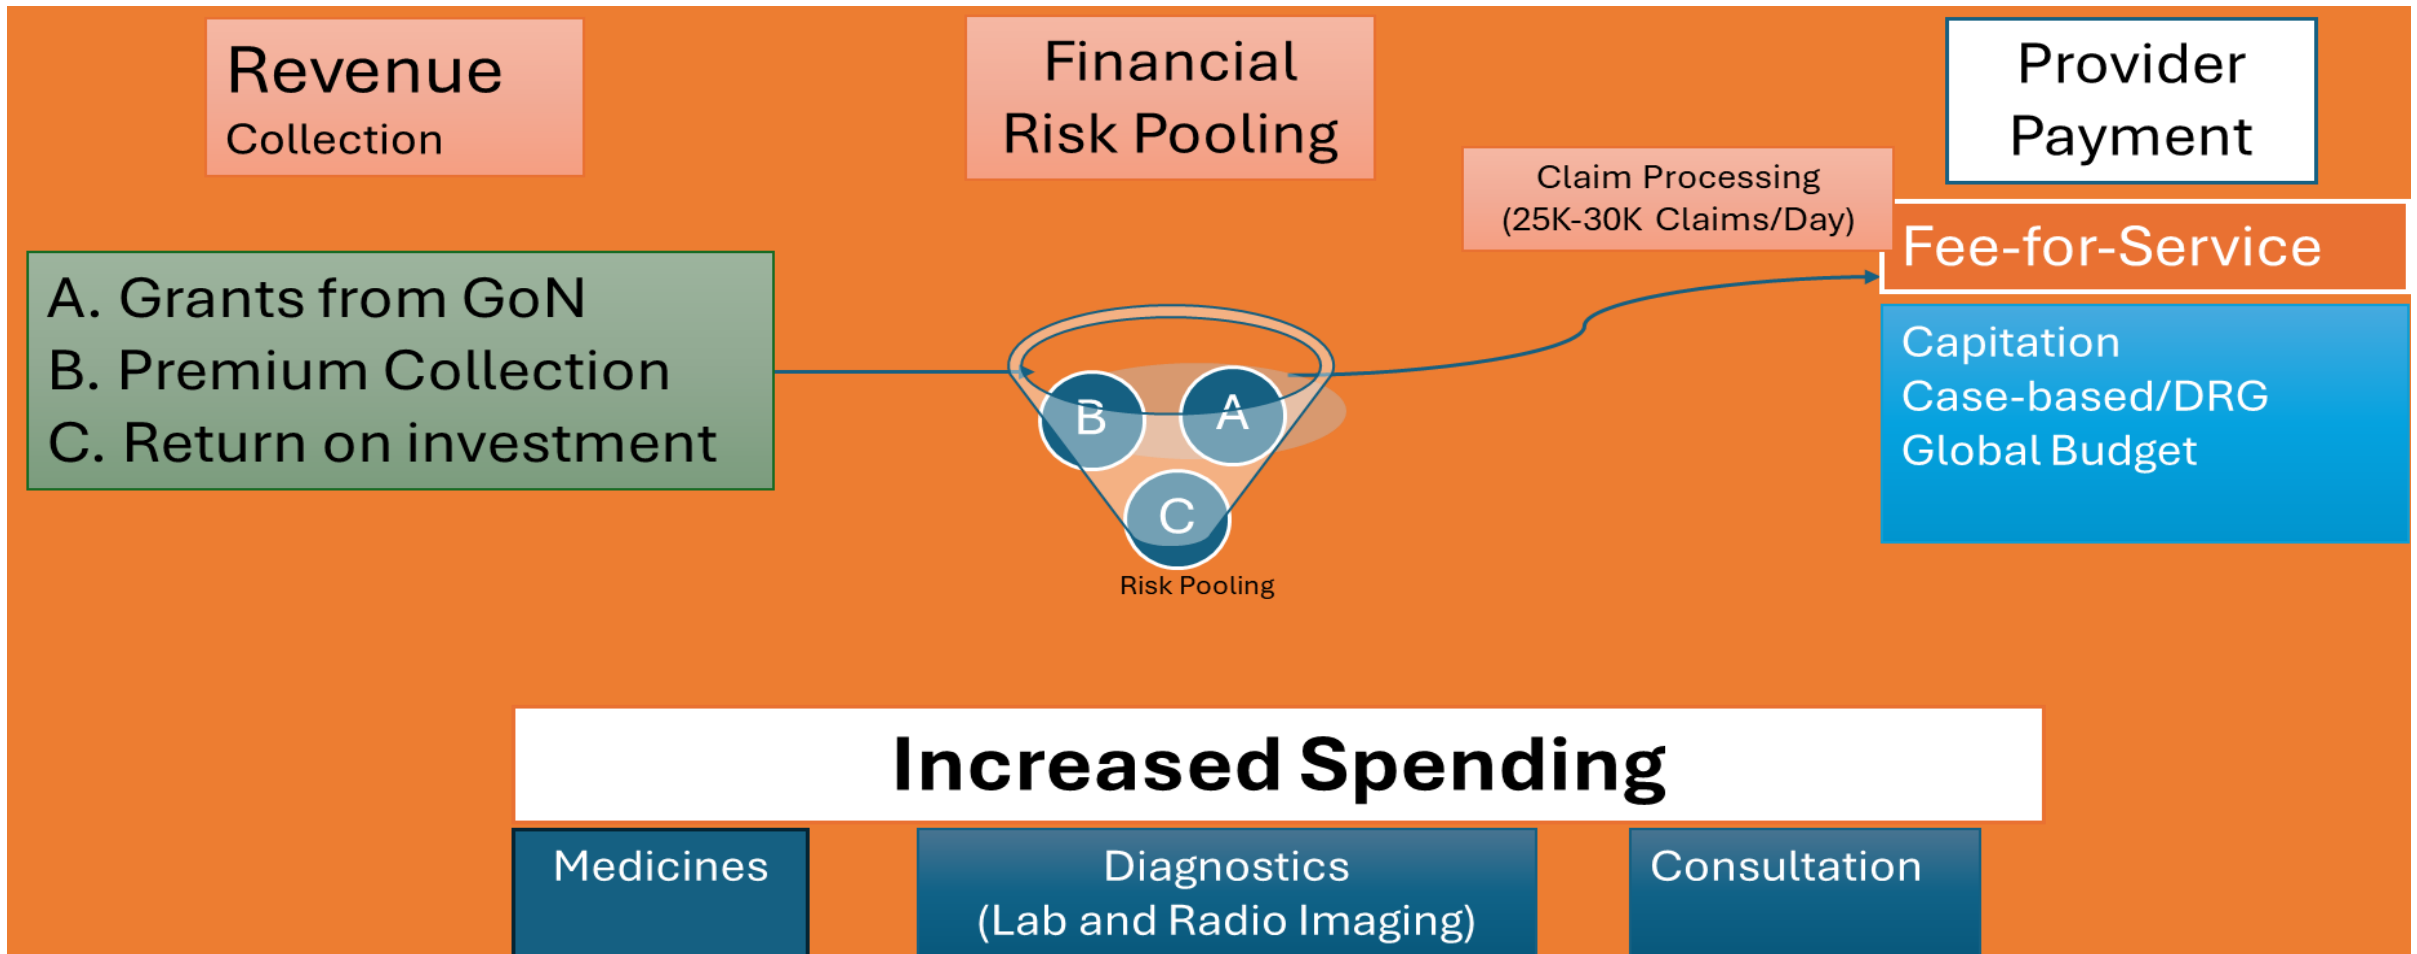 Revenue
Collection
Financial
Risk Pooling
Provider
Payment
Claim Processing
(25K-30K Claims/Day)
Fee-for-Service
A. Grants from GoN
B. Premium Collection
C. Return on investment
B
A
C
Risk Pooling
Capitation
Case-based/DRG
Global Budget
Increased Spending
Medicines
Diagnostics
(Lab and Radio Imaging)
Consultation